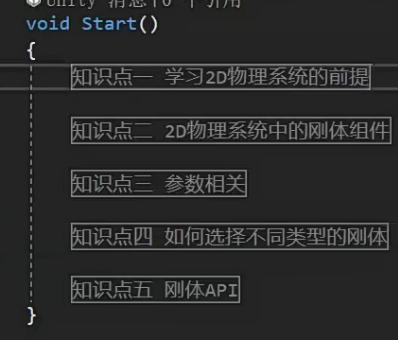 Unity 消息|0 个引用
void Start()
{
知识点一 学习2D物理系统的前提
知识点二 2D物理系统中的刚体组件
知识点三 参数相关
知识点四 如何选择不同类型的刚体
知识点五 刚体API
}